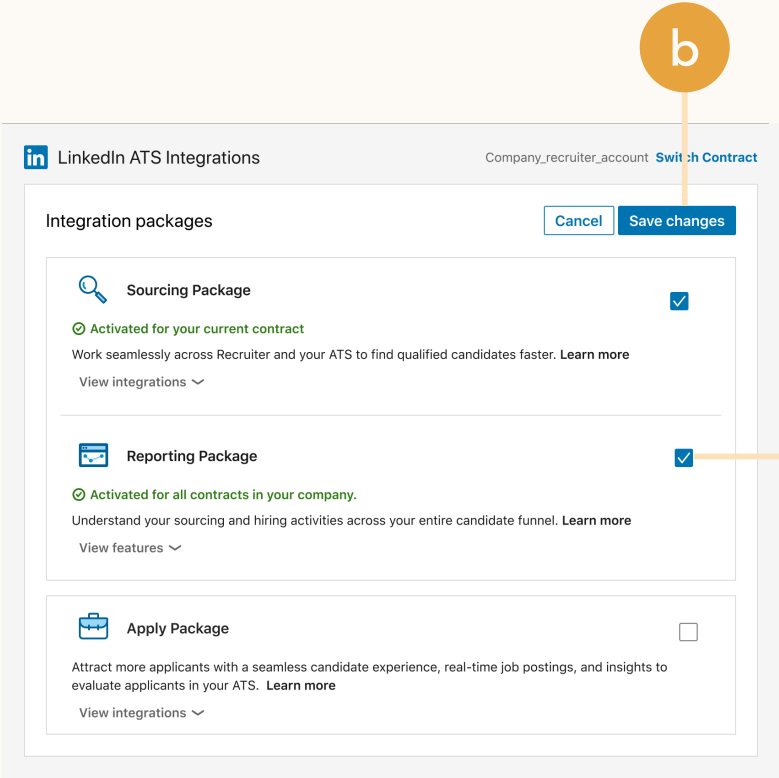 b
in LinkedIn ATS Integrations
Company_recruiter_account Switch Contract
Integration packages
Cancel
Save changes
Sourcing Package
Activated for your current contract
Work seamlessly across Recruiter and your ATS to find qualified candidates faster. Learn more
View integrations
Reporting Package
Activated for all contracts in your company.
Understand your sourcing and hiring activities across your entire candidate funnel. Learn more
View features
Apply Package
Attract more applicants with a seamless candidate experience, real-time job postings, and insights to
evaluate applicants in your ATS. Learn more
View integrations